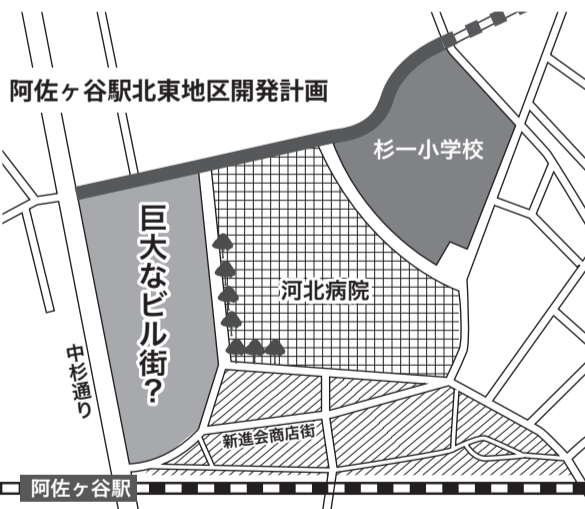 阿佐ヶ谷駅北東地区開発計画
杉一小学校
巨大なビル街？
河北病院
中杉通り
新進会商店街
阿佐ヶ谷駅